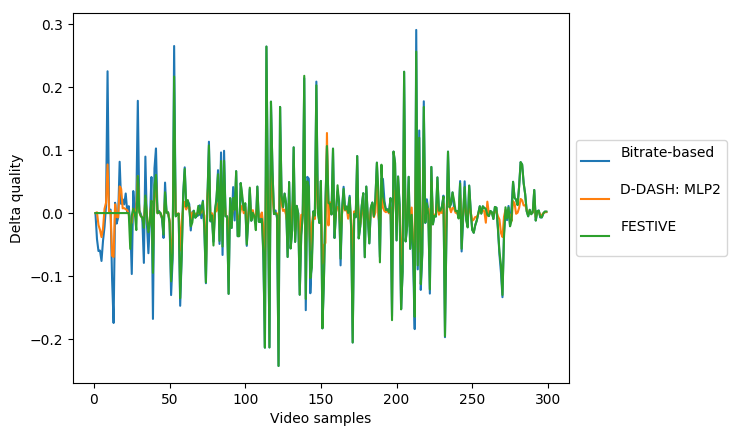 0.3
0.2
0.1
0.0
−0.1
−0.2
Delta quality
0 50 100 150 200 250 300
Video samples
Bitrate-based
D-DASH: MLP2
FESTIVE